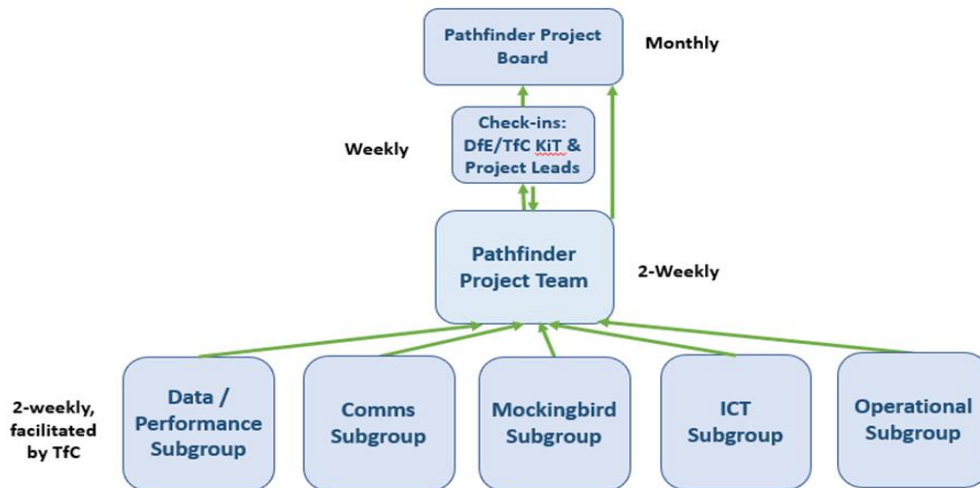 Pathfinder Project
Board
Monthly
Check-ins:
DfE/TfC KiT &
Project Leads
Weekly
Pathfinder
Project Team
2-Weekly
2-weekly,
facilitated
by TfC
Data /
Performance
Subgroup
Comms
Subgroup
Mockingbird
Subgroup
ICT
Subgroup
Operational
Subgroup